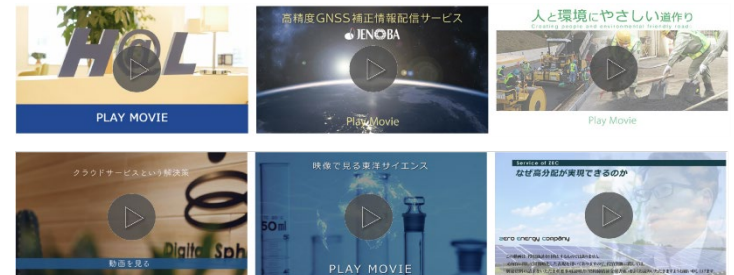 H@L
PLAY MOVIE
高精度GNSS補正情報配信サービス
JENOBA
Play Movie
人と環境にやさしい道作り
Creating people and environmental friendly road.
Play Movie
クラウドサービスという解決策
Digital Sph
動画を見る
映像で見る東洋サイエンス
50ml
PLAY MOVIE
Service of ZEC
なぜ高分配が実現できるのか
zero energy company